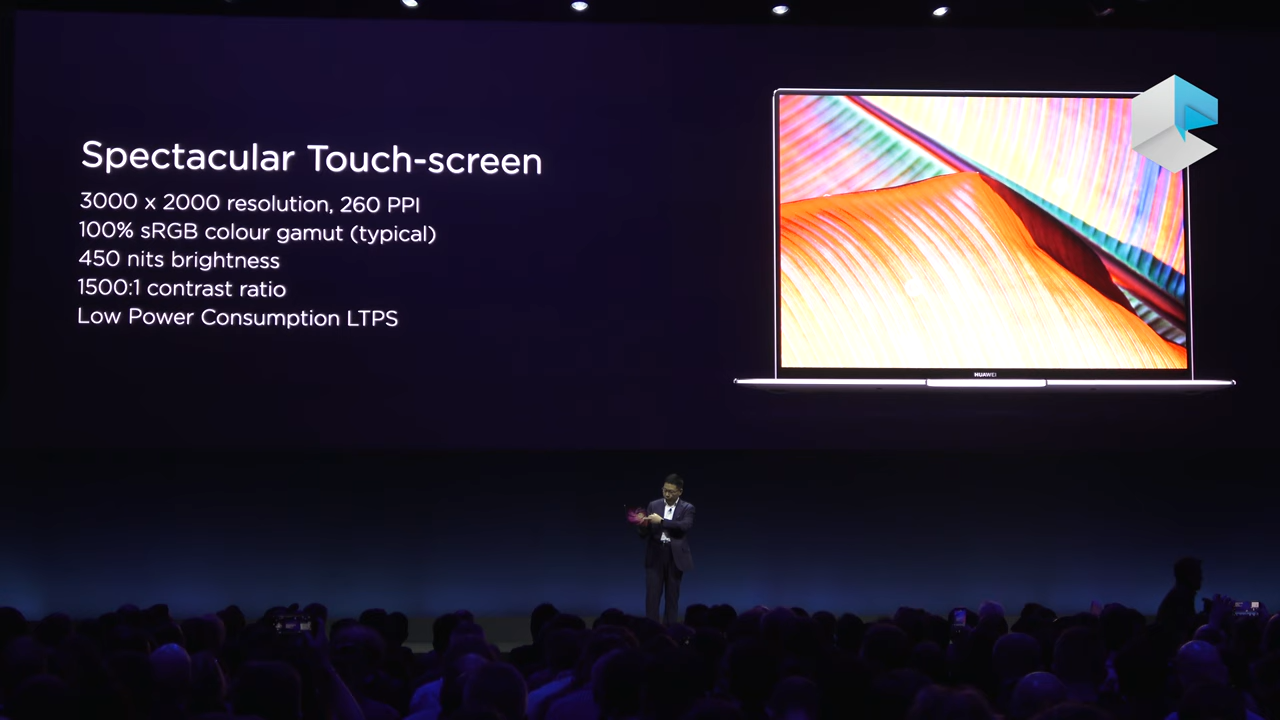 Spectacular Touch-screen
3000 x 2000 resolution, 260 PPI
100% sRGB colour gamut (typical)
450 nits brightness
1500:1 contrast ratio
Low Power Consumption LTPS
HUAWEI